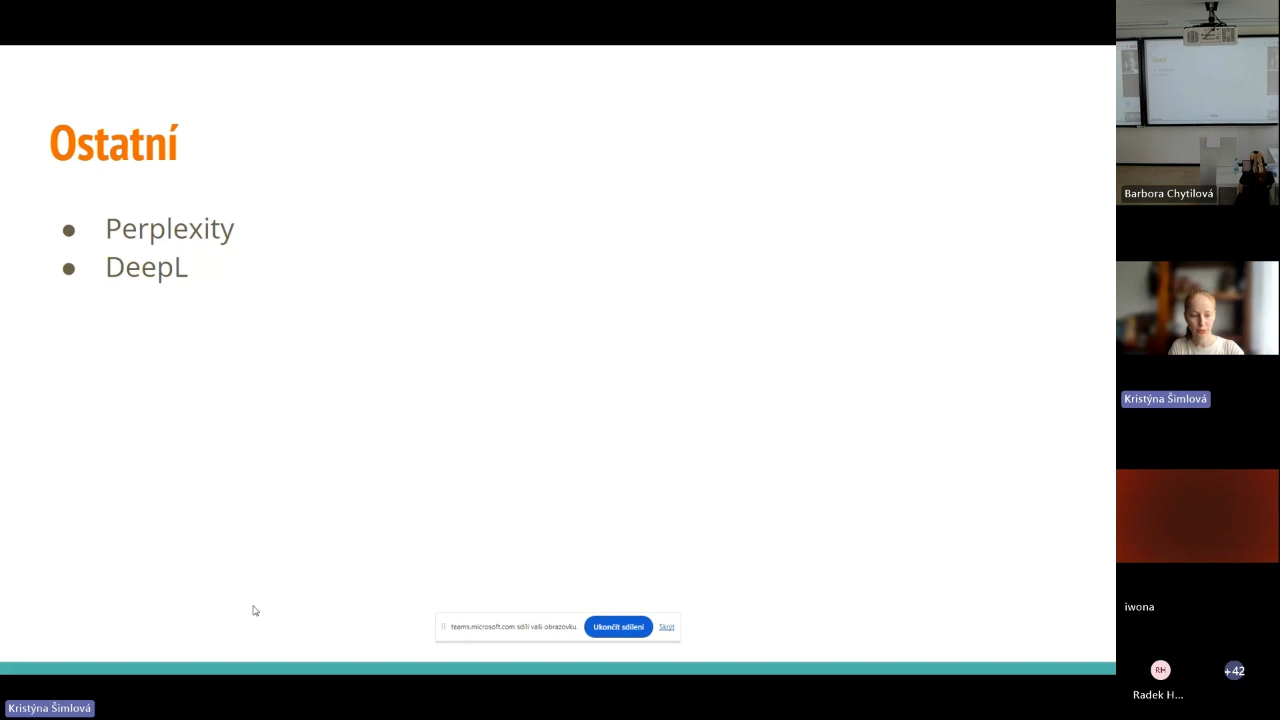 Ostatní
● Perplexity
● DeepL
teams.microsoft.com sdílí vaši obrazovku.
Ukončit sdílení
Skrýt
Barbora Chytilová
Kristýna Šimlová
iwona
RH
+42
Radek H...
Kristýna Šimlová